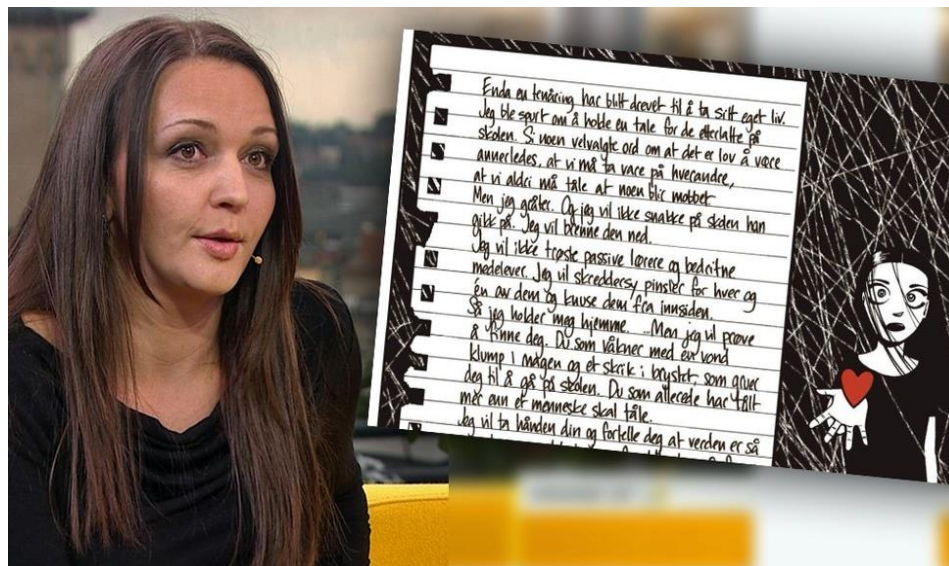 Enda en tenåring har blitt drevet til å ta sitt eget liv.
Jeg ble spurt om å holde en tale for de etterlatte på
skolen. Si noen velvalgte ord om at det er lov å være
annerledes, at vi må ta vare på hverandre,
at vi aldri må tåle at noen blir mobbet
Men jeg gråter. Og jeg vil ikke snakke på skolen han
gikk på. Jeg vil brenne den ned.
Jeg vil ikke trøste passive lærere og bedritne
medelever. Jeg vil skreddersy pinsler for hver og
én av dem og knuse dem fra innsiden.
Så jeg holder meg hjemme. Men jeg vil prøve
å finne deg. Du som våkner med en vond
klump i magen og et skrik i brystet, som gruer
deg til å gå på skolen. Du som allerede har tålt
mer enn et menneske skal tåle.
Jeg vil ta hånden din og fortelle deg at verden er så